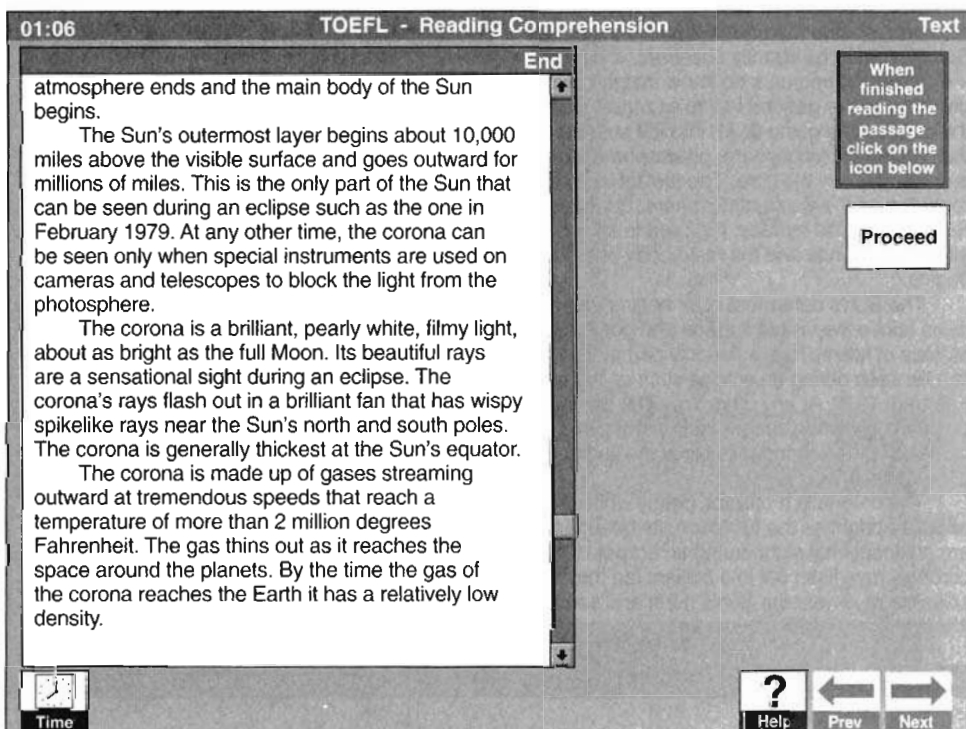 01:06 TOEFL - Reading Comprehension Text
End
atmosphere ends and the main body of the Sun
begins.
The Sun's outermost layer begins about 10,000
miles above the visible surface and goes outward for
millions of miles. This is the only part of the Sun that
can be seen during an eclipse such as the one in
February 1979. At any other time, the corona can
be seen only when special instruments are used on
cameras and telescopes to block the light from the
photosphere.
The corona is a brilliant, pearly white, filmy light,
about as bright as the full Moon. Its beautiful rays
are a sensational sight during an eclipse. The
corona's rays flash out in a brilliant fan that has wispy
spikelike rays near the Sun's north and south poles.
The corona is generally thickest at the Sun's equator.
The corona is made up of gases streaming
outward at tremendous speeds that reach a
temperature of more than 2 million degrees
Fahrenheit. The gas thins out as it reaches the
space around the planets. By the time the gas of
the corona reaches the Earth it has a relatively low
density.
When
finished
reading the
passage
click on the
icon below
Proceed
Time
?
Help Prev Next